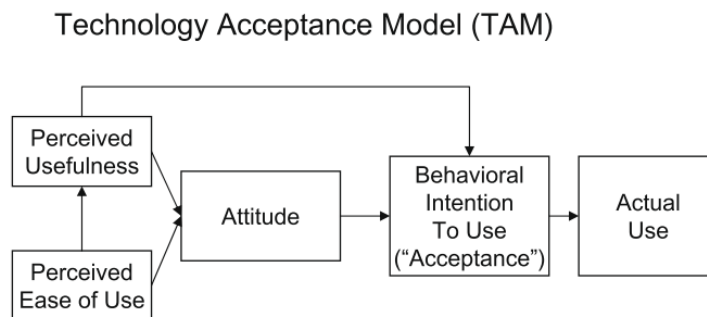 Technology Acceptance Model (TAM)
Perceived
Usefulness
Perceived
Ease of Use
Attitude
Behavioral
Intention
To Use
(“Acceptance”)
Actual
Use